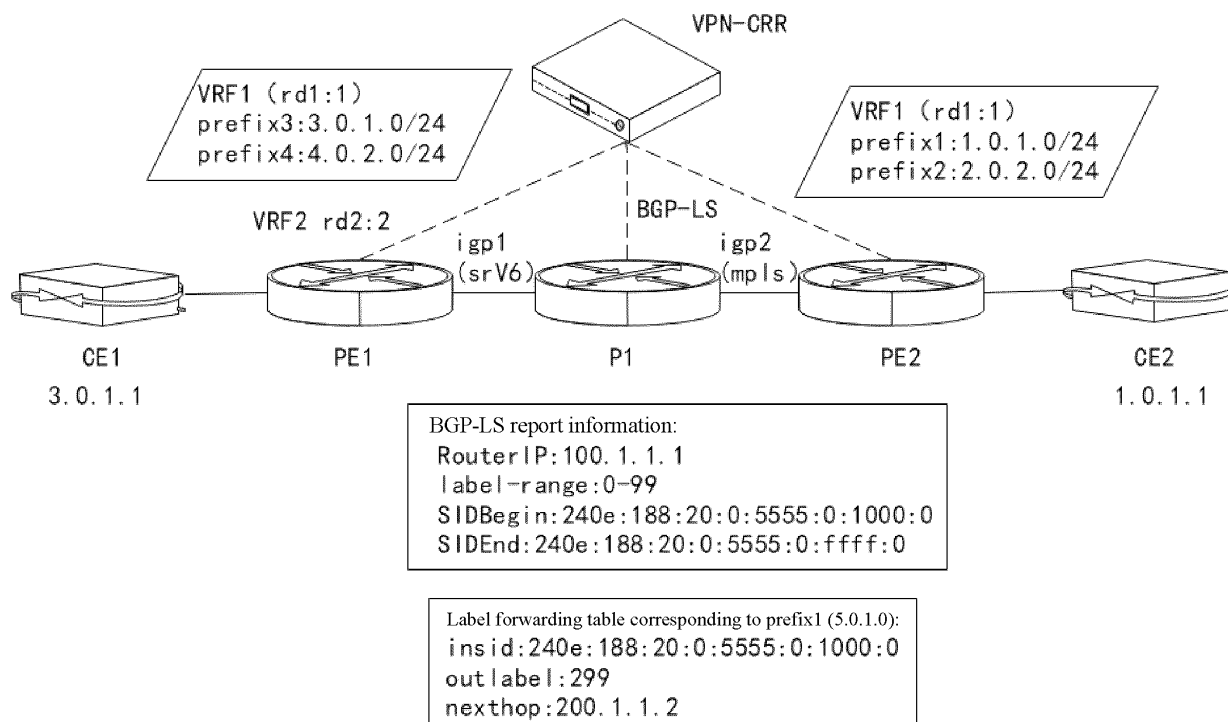 VPN-CRR
VRF1 (rd1:1)
prefix3:3.0.1.0/24
prefix4:4.0.2.0/24
VRF1 (rd1:1)
prefix1:1.0.1.0/24
prefix2:2.0.2.0/24
VRF2 rd2:2
BGP-LS
igp1
(srV6)
igp2
(mpls)
CE1
PE1
P1
PE2
CE2
3.0.1.1
1.0.1.1
BGP-LS report information:
RouterIP:100.1.1.1
label-range:0-99
SIDBegin:240e:188:20:0:5555:0:1000:0
SIDEnd:240e:188:20:0:5555:0:ffff:0
Label forwarding table corresponding to prefix1 (5.0.1.0):
insid:240e:188:20:0:5555:0:1000:0
outlabel:299
nexthop:200.1.1.2